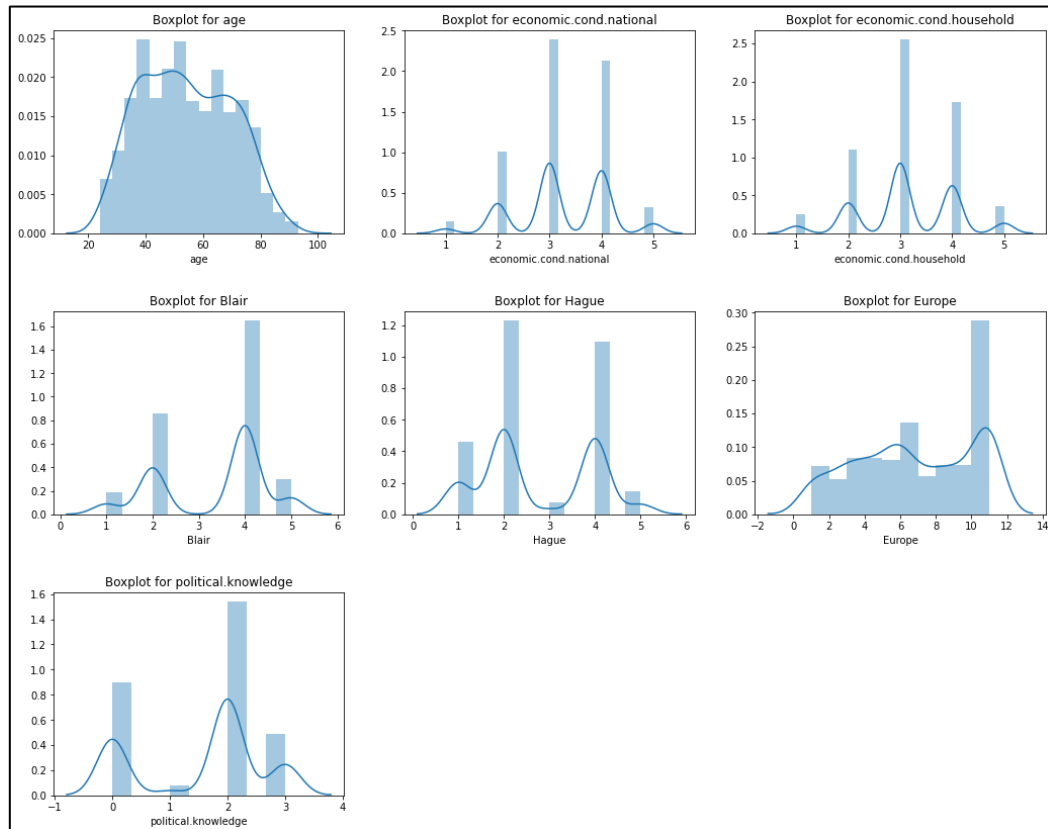 Boxplot for age
0.025
0.020
0.015
0.010
0.005
0.000
20 40 60 80 100
age
Boxplot for economic.cond.national
2.5
2.0
1.5
1.0
0.5
0.0
1 2 3 4 5
economic.cond.national
Boxplot for economic.cond.household
2.5
2.0
1.5
1.0
0.5
0.0
1 2 3 4 5
economic.cond.household
Boxplot for Blair
1.6
1.4
1.2
1.0
0.8
0.6
0.4
0.2
0.0
0 1 2 3 4 5 6
Blair
Boxplot for Hague
1.2
1.0
0.8
0.6
0.4
0.2
0.0
0 1 2 3 4 5 6
Hague
Boxplot for Europe
0.30
0.25
0.20
0.15
0.10
0.05
0.00
−2 0 2 4 6 8 10 12 14
Europe
Boxplot for political.knowledge
1.6
1.4
1.2
1.0
0.8
0.6
0.4
0.2
0.0
−1 0 1 2 3 4
political.knowledge